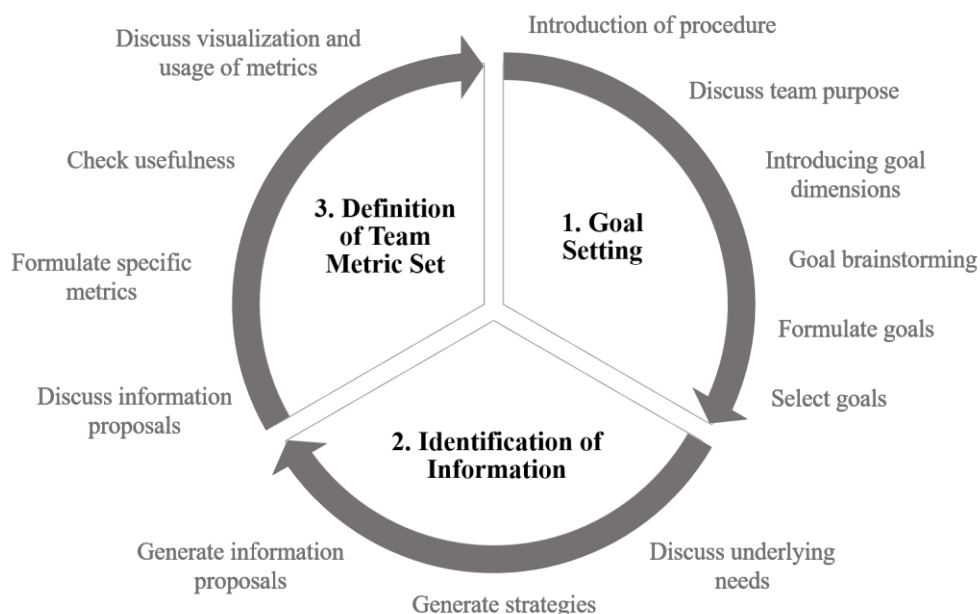 Introduction of procedure
Discuss team purpose
Introducing goal
dimensions
Goal brainstorming
Formulate goals
Select goals
1. Goal
Setting
Discuss underlying
needs
Generate strategies
Generate information
proposals
2. Identification of
Information
Discuss information
proposals
Formulate specific
metrics
Check usefulness
Discuss visualization and
usage of metrics
3. Definition
of Team
Metric Set